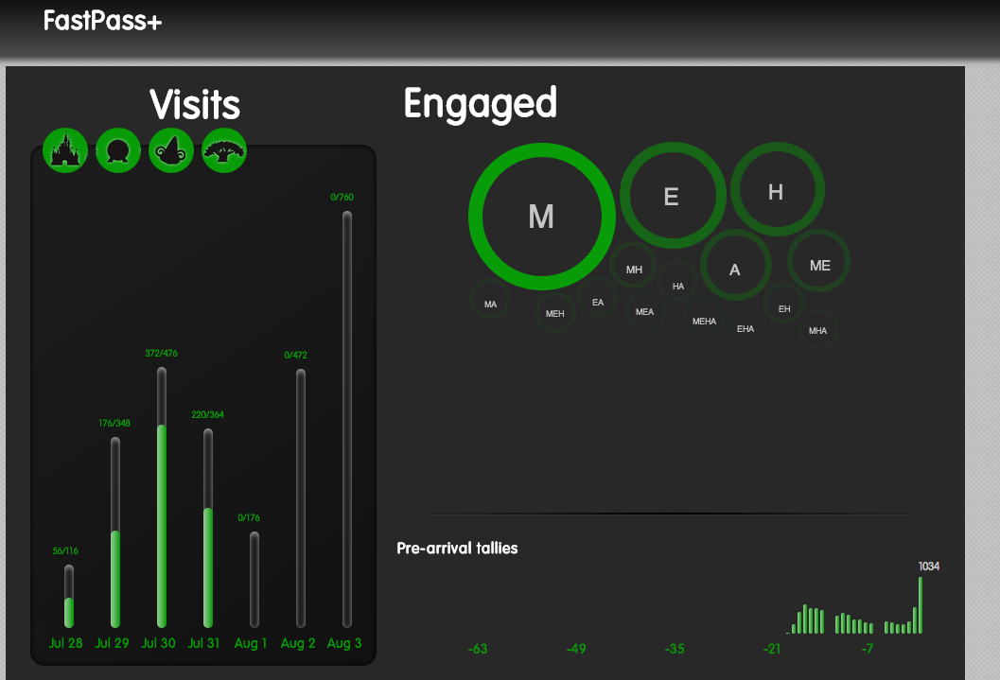 FastPass+
Visits
Engaged
0/760
372/476
0/472
176/348
220/364
0/176
56/116
Jul 28 Jul 29 Jul 30 Jul 31 Aug 1 Aug 2 Aug 3
M
E
H
A
ME
MH
HA
MA
MEH
EA
MEA
MEHA
EHA
EH
MHA
Pre-arrival tallies
1034
-63 -49 -35 -21 -7